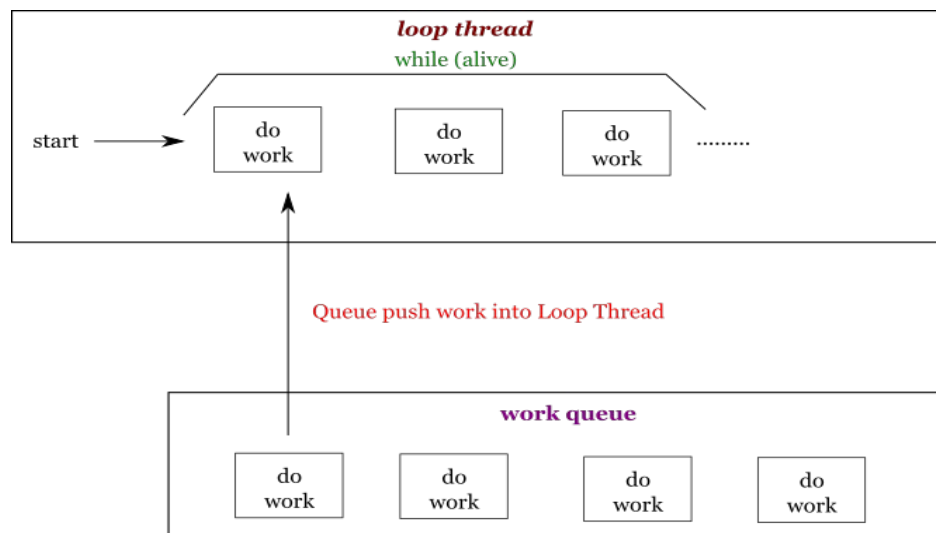 loop thread
while (alive)
start
do
work
do
work
do
work
.........
Queue push work into Loop Thread
work queue
do
work
do
work
do
work
do
work